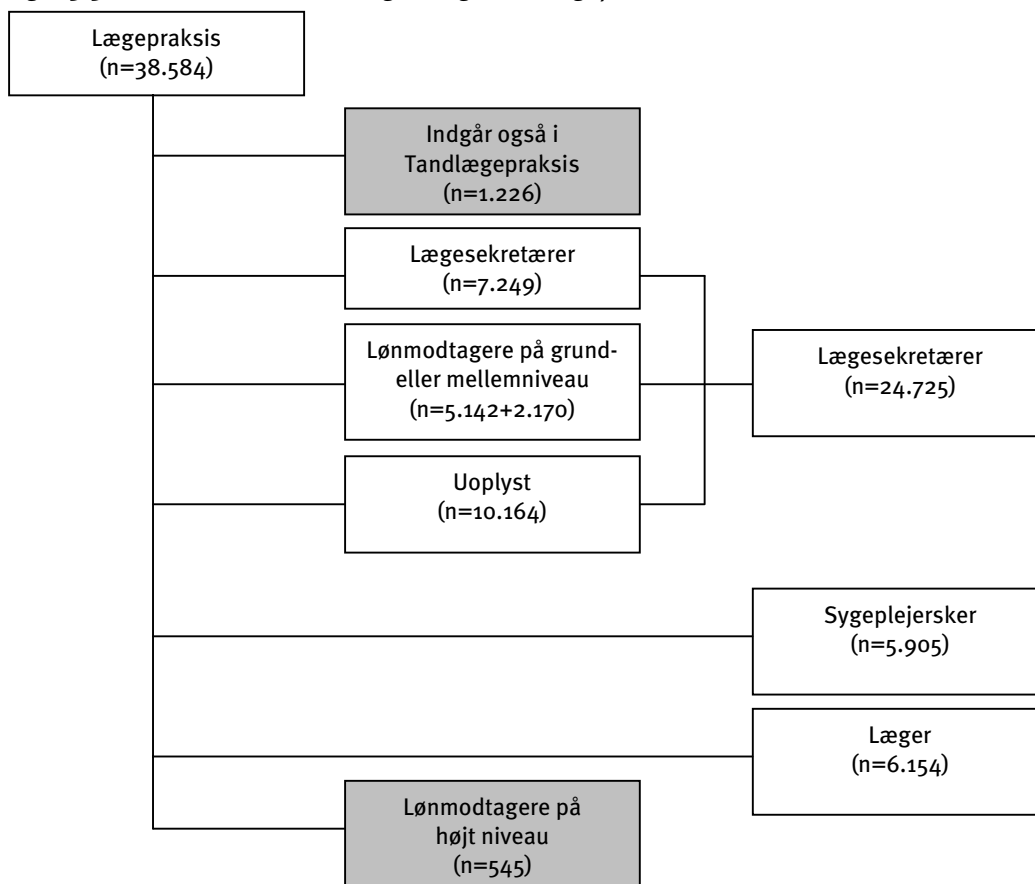 Lægepraksis
(n=38.584)
Indgår også i
Tandlægepraksis
(n=1.226)
Lægesekretærer
(n=7.249)
Lønmodtagere på grund-
eller mellemniveau
(n=5.142+2.170)
Uoplyst
(n=10.164)
Lægesekretærer
(n=24.725)
Sygeplejersker
(n=5.905)
Læger
(n=6.154)
Lønmodtagere på
højt niveau
(n=545)